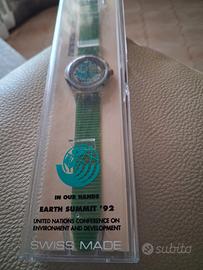 IN OUR HANDS
EARTH SUMMIT '92
UNITED NATIONS CONFERENCE ON
ENVIRONMENT AND DEVELOPMENT
SWISS MADE
subito